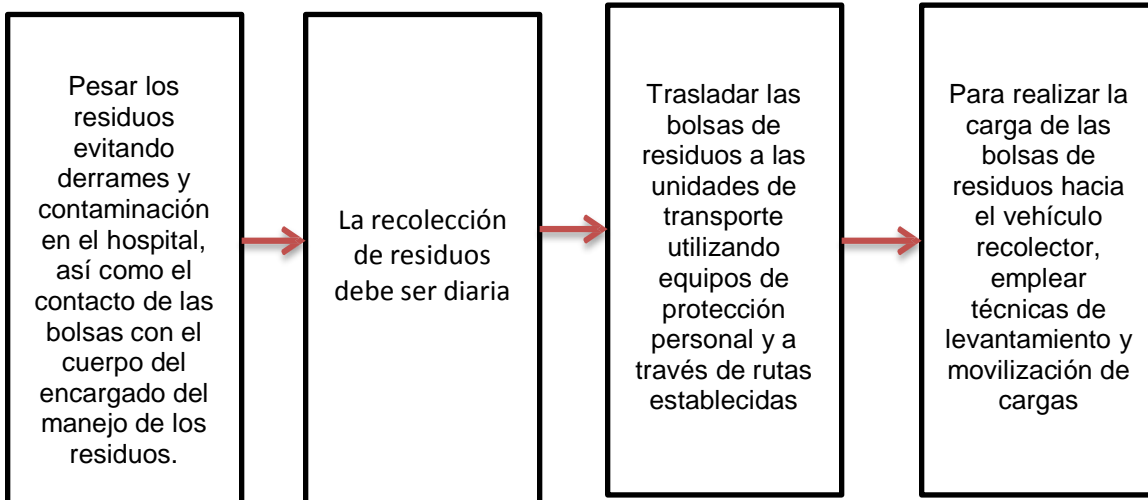 Pesar los
residuos
evitando
derrames y
contaminación
en el hospital,
así como el
contacto de las
bolsas con el
cuerpo del
encargado del
manejo de los
residuos.
La recolección
de residuos
debe ser diaria
Trasladar las
bolsas de
residuos a las
unidades de
transporte
utilizando
equipos de
protección
personal y a
través de rutas
establecidas
Para realizar la
carga de las
bolsas de
residuos hacia
el vehículo
recolector,
emplear
técnicas de
levantamiento y
movilización de
cargas